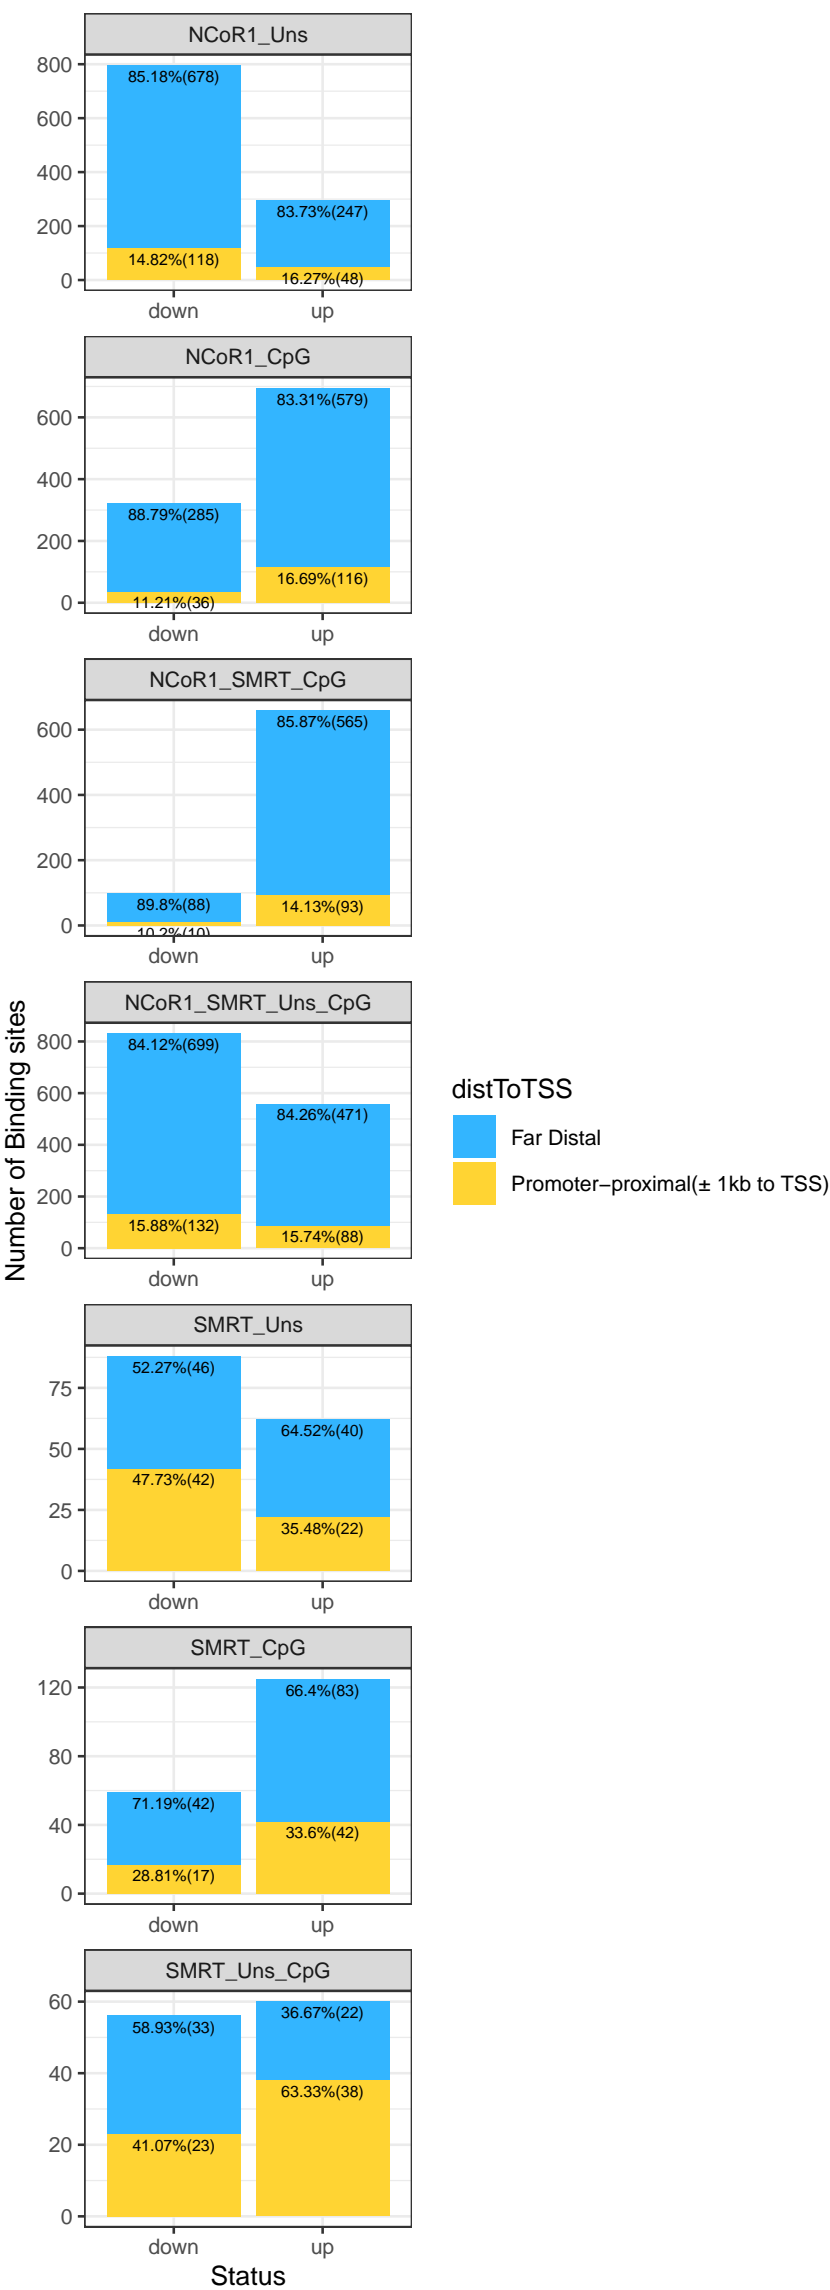 NCoR1_Uns
800
600
400
200
0
85.18%(678)
14.82%(118)
83.73%(247)
16.27%(48)
down
up
NCoR1_CpG
600
400
200
0
88.79%(285)
11.21%(36)
83.31%(579)
16.69%(116)
down
up
NCoR1_SMRT_CpG
600
400
200
0
89.8%(88)
10.2%(10)
85.87%(565)
14.13%(93)
down
up
NCoR1_SMRT_Uns_CpG
800
600
400
200
0
84.12%(699)
15.88%(132)
84.26%(471)
15.74%(88)
down
up
SMRT_Uns
75
50
25
0
52.27%(46)
47.73%(42)
64.52%(40)
35.48%(22)
down
up
SMRT_CpG
120
80
40
0
71.19%(42)
28.81%(17)
66.4%(83)
33.6%(42)
down
up
SMRT_Uns_CpG
60
40
20
0
58.93%(33)
41.07%(23)
36.67%(22)
63.33%(38)
down
up
Status
Number of Binding sites
distToTSS
Far Distal
Promoter−proximal(± 1kb to TSS)